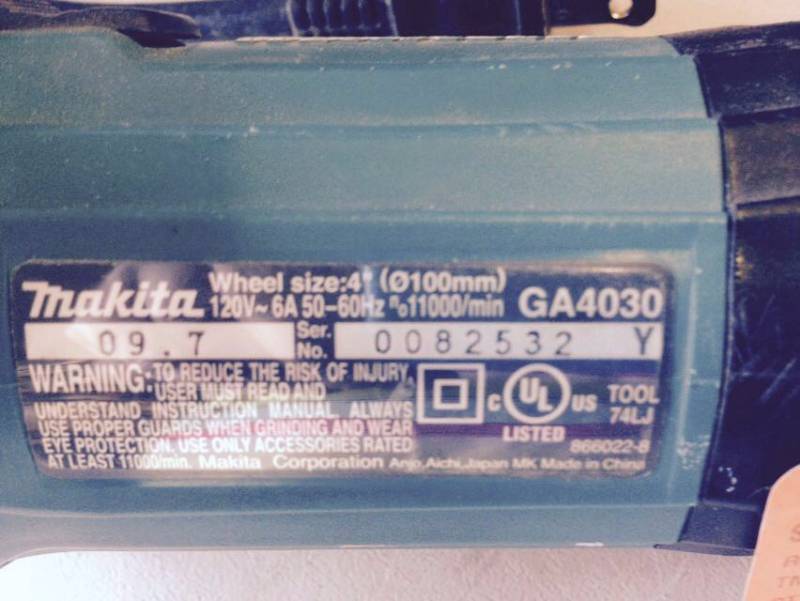 Makita Wheel size:4" (Ø100mm)
120V~ 6A 50-60Hz n₀11000/min GA4030
09.7 Ser. No. 0082532 Y
WARNING: TO REDUCE THE RISK OF INJURY,
USER MUST READ AND
UNDERSTAND INSTRUCTION MANUAL. ALWAYS
USE PROPER GUARDS WHEN GRINDING AND WEAR
EYE PROTECTION. USE ONLY ACCESSORIES RATED
AT LEAST 11000/min. Makita Corporation Anjo, Aichi, Japan MK Made in China
C UL US
LISTED
TOOL
74LJ
866022-8